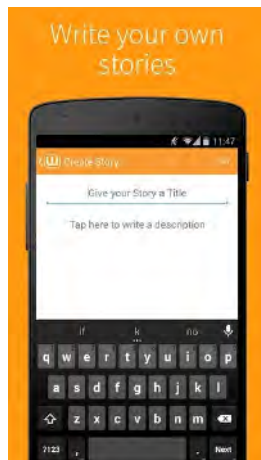 Write your own
stories
11:47
Create Story
Give your Story a Title
Tap here to write a description
if k no
q w e r t y u i o p
a s d f g h j k l
z x c v b n m
?123 , . Next